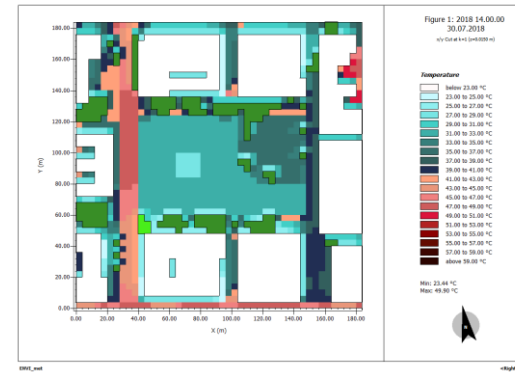 Figure 1: 2018 14.00.00
30.07.2018
x/y Cut at k=1 (z=0.0350 m)
Temperature
below 23.00 °C
23.00 to 25.00 °C
25.00 to 27.00 °C
27.00 to 29.00 °C
29.00 to 31.00 °C
31.00 to 33.00 °C
33.00 to 35.00 °C
35.00 to 37.00 °C
37.00 to 39.00 °C
39.00 to 41.00 °C
41.00 to 43.00 °C
43.00 to 45.00 °C
45.00 to 47.00 °C
47.00 to 49.00 °C
49.00 to 51.00 °C
51.00 to 53.00 °C
53.00 to 55.00 °C
55.00 to 57.00 °C
57.00 to 59.00 °C
above 59.00 °C
Min: 23.44 °C
Max: 49.90 °C
180.00
160.00
140.00
120.00
100.00
80.00
60.00
40.00
20.00
0.00
Y (m)
0.00 20.00 40.00 60.00 80.00 100.00 120.00 140.00 160.00 180.00
X (m)
<Right